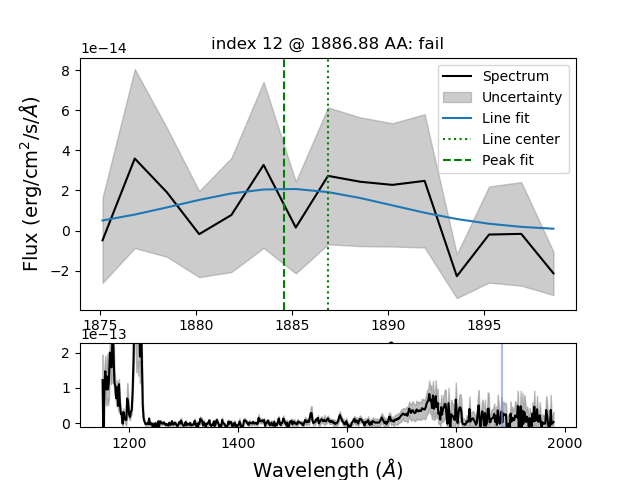 index 12 @ 1886.88 AA: fail
1e−14
8
6
4
2
0
−2
Flux (erg/cm²/s/Å)
Spectrum
Uncertainty
Line fit
Line center
Peak fit
1875 1880 1885 1890 1895
1e−13
2
1
0
1200 1400 1600 1800 2000
Wavelength (Å)